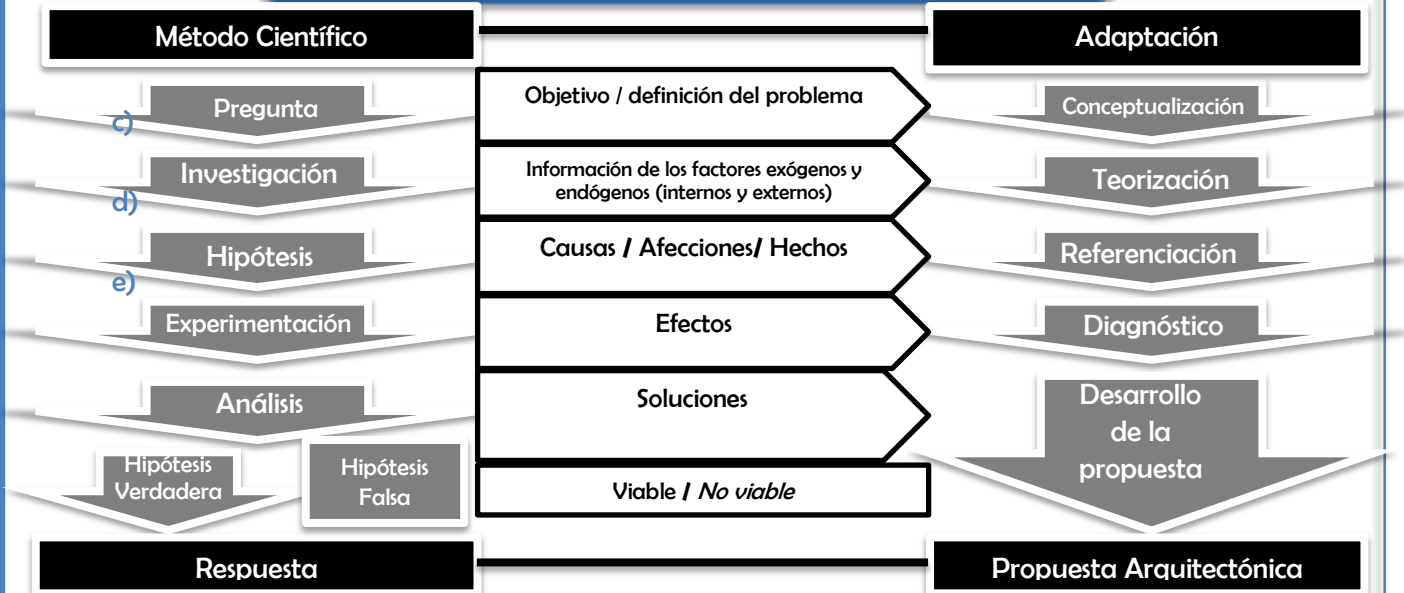 Método Científico
Adaptación
Pregunta
Objetivo / definición del problema
Conceptualización
c)
Investigación
Información de los factores exógenos y
endógenos (internos y externos)
Teorización
d)
Hipótesis
Causas / Afecciones/ Hechos
Referenciación
e)
Experimentación
Efectos
Diagnóstico
Análisis
Soluciones
Desarrollo
de la
propuesta
Hipótesis
Verdadera
Hipótesis
Falsa
Viable / No viable
Respuesta
Propuesta Arquitectónica